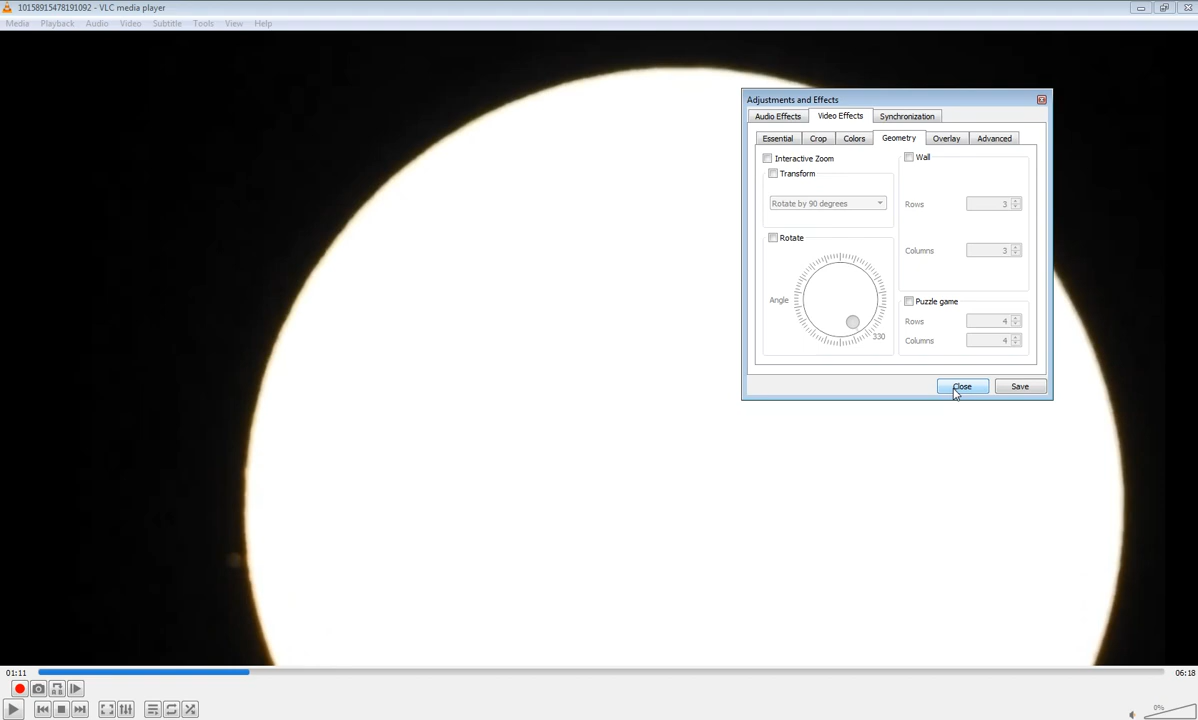 10158915478191092 - VLC media player
Media Playback Audio Video Subtitle Tools View Help
Adjustments and Effects
Audio Effects Video Effects Synchronization
Essential Crop Colors Geometry Overlay Advanced
Interactive Zoom
Transform
Rotate by 90 degrees
Rotate
Angle
330
Wall
Rows 3
Columns 3
Puzzle game
Rows 4
Columns 4
Close Save
01:11 06:18
0%